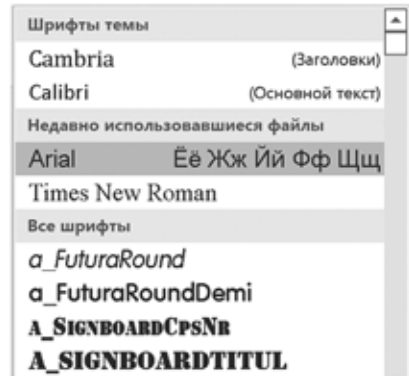 Шрифты темы
Cambria (Заголовки)
Calibri (Основной текст)
Недавно использовавшиеся файлы
Arial Ёё Жж Йй Фф Щщ
Times New Roman
Все шрифты
a_FuturaRound
a_FuturaRoundDemi
a_SignboardCpsNr
a_SIGNBOARDTITUL